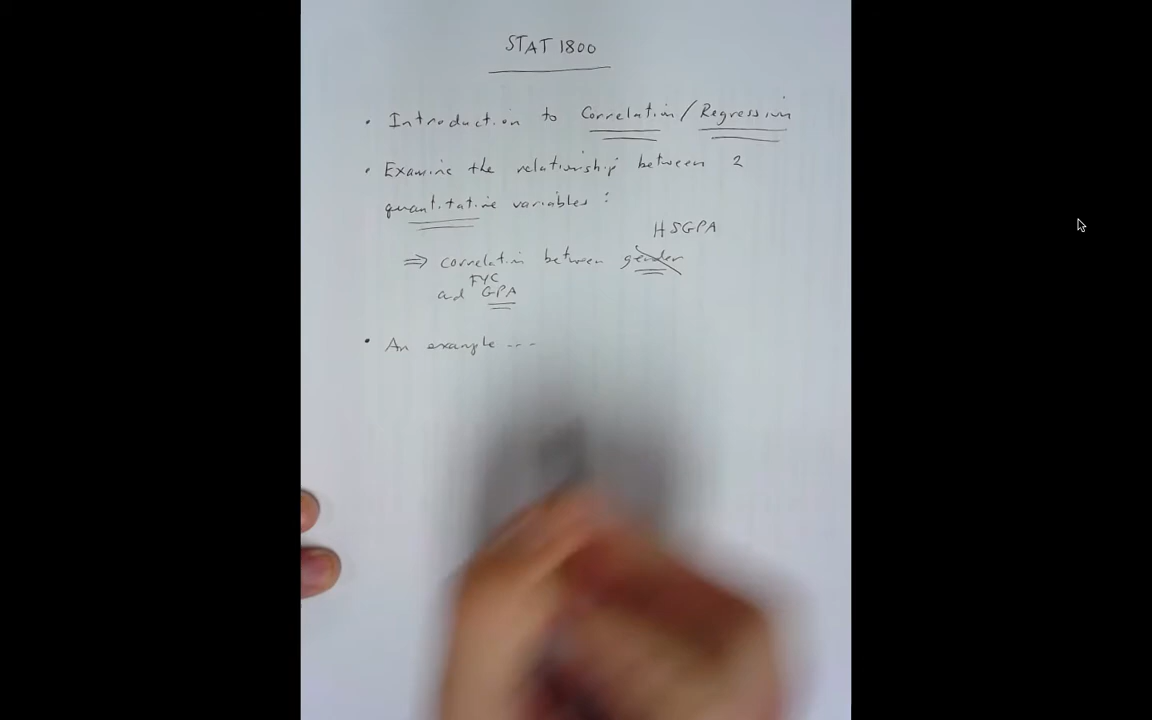 STAT 1800
• Introduction to Correlation/Regression
• Examine the relationship between 2
quantitative variables:
HSGPA
⇒ correlation between gender
FYC
and GPA
• An example ---